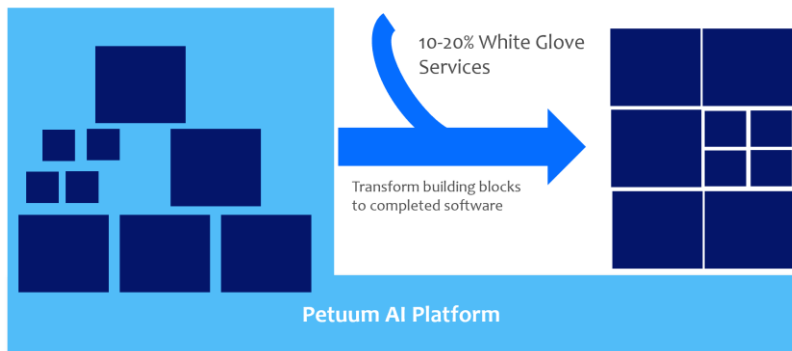 10-20% White Glove
Services
Transform building blocks
to completed software
Petuum AI Platform